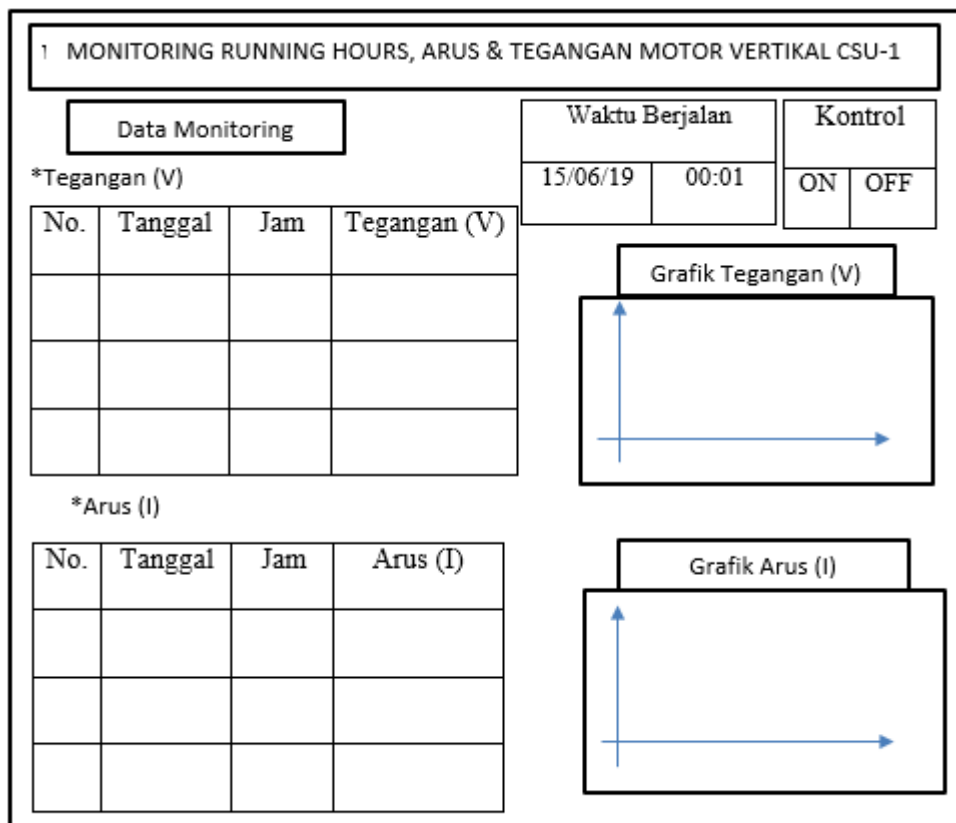 MONITORING RUNNING HOURS, ARUS & TEGANGAN MOTOR VERTIKAL CSU-1
Data Monitoring
Waktu Berjalan
Kontrol
15/06/19 00:01
ON OFF
*Tegangan (V)
No. Tanggal Jam Tegangan (V)
Grafik Tegangan (V)
*Arus (I)
No. Tanggal Jam Arus (I)
Grafik Arus (I)